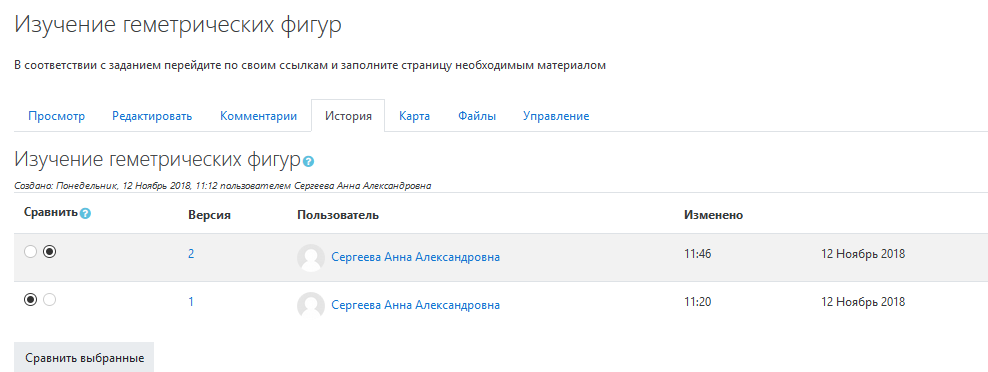 Изучение геметрических фигур
В соответствии с заданием перейдите по своим ссылкам и заполните страницу необходимым материалом
Просмотр Редактировать Комментарии История Карта Файлы Управление
Изучение геметрических фигур ?
Создано: Понедельник, 12 Ноябрь 2018, 11:12 пользователем Сергеева Анна Александровна
Сравнить ? Версия Пользователь Изменено
2 Сергеева Анна Александровна 11:46 12 Ноябрь 2018
1 Сергеева Анна Александровна 11:20 12 Ноябрь 2018
Сравнить выбранные